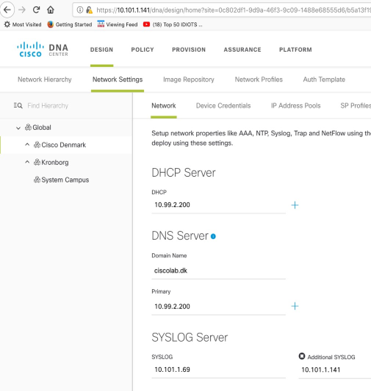 https://10.101.1.141/dna/design/home?site=0c802df1-9d9a-46f3-9c09-1488e68555d6/b5a13f19
Most Visited Getting Started Viewing Feed (18) Top 50 IDIOTS ...
cisco DNA CENTER DESIGN POLICY PROVISION ASSURANCE PLATFORM
Network Hierarchy Network Settings Image Repository Network Profiles Auth Template
Find Hierarchy Network Device Credentials IP Address Pools SP Profiles
Global
Cisco Denmark
Kronborg
System Campus
Setup network properties like AAA, NTP, Syslog, Trap and NetFlow using the
deploy using these settings.
DHCP Server
DHCP
10.99.2.200
DNS Server
Domain Name
ciscolab.dk
Primary
10.99.2.200
SYSLOG Server
SYSLOG Additional SYSLOG
10.101.1.69 10.101.1.141